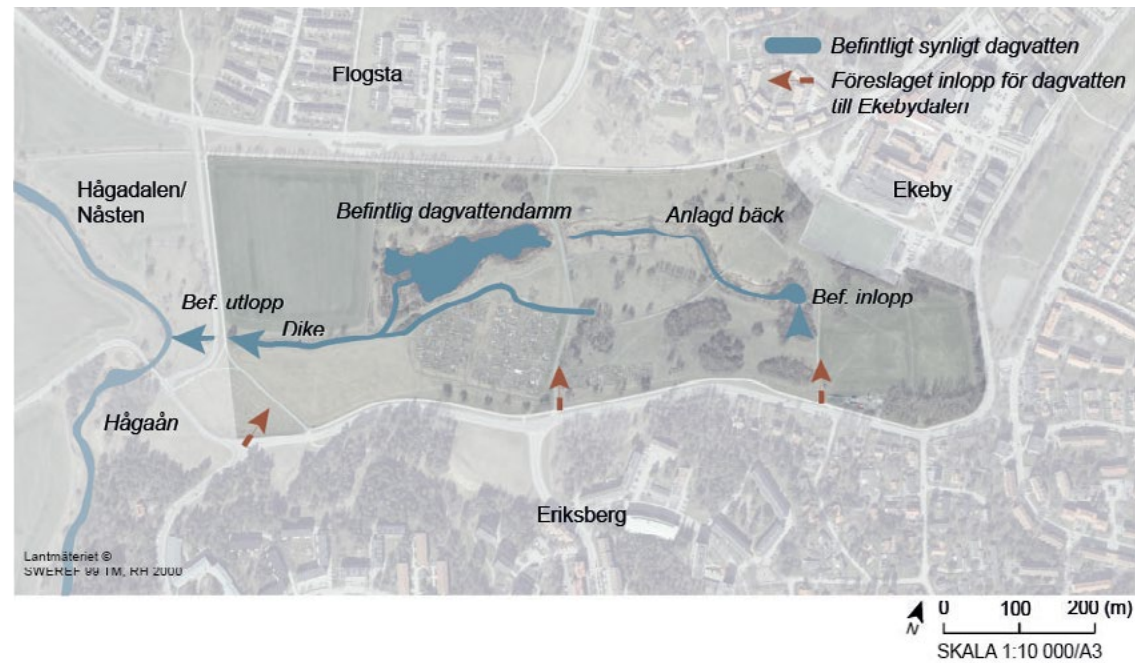 Befintligt synligt dagvatten
Föreslaget inlopp för dagvatten
till Ekebydalen
Flogsta
Hågadalen/
Nåsten
Ekeby
Befintlig dagvattendamm
Anlagd bäck
Bef. utlopp
Bef. inlopp
Dike
Hågaån
Eriksberg
Lantmäteriet ©
SWEREF 99 TM, RH 2000
N
0 100 200 (m)
SKALA 1:10 000/A3